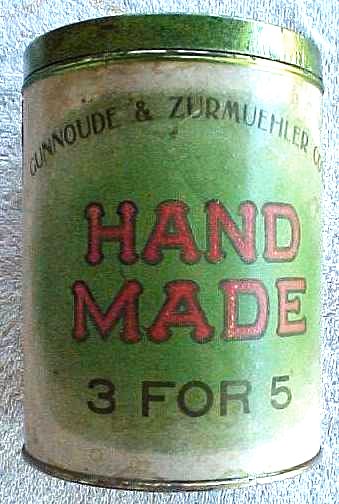 GUNNOUDE & ZURMUEHLER CO
HAND
MADE
3 FOR 5